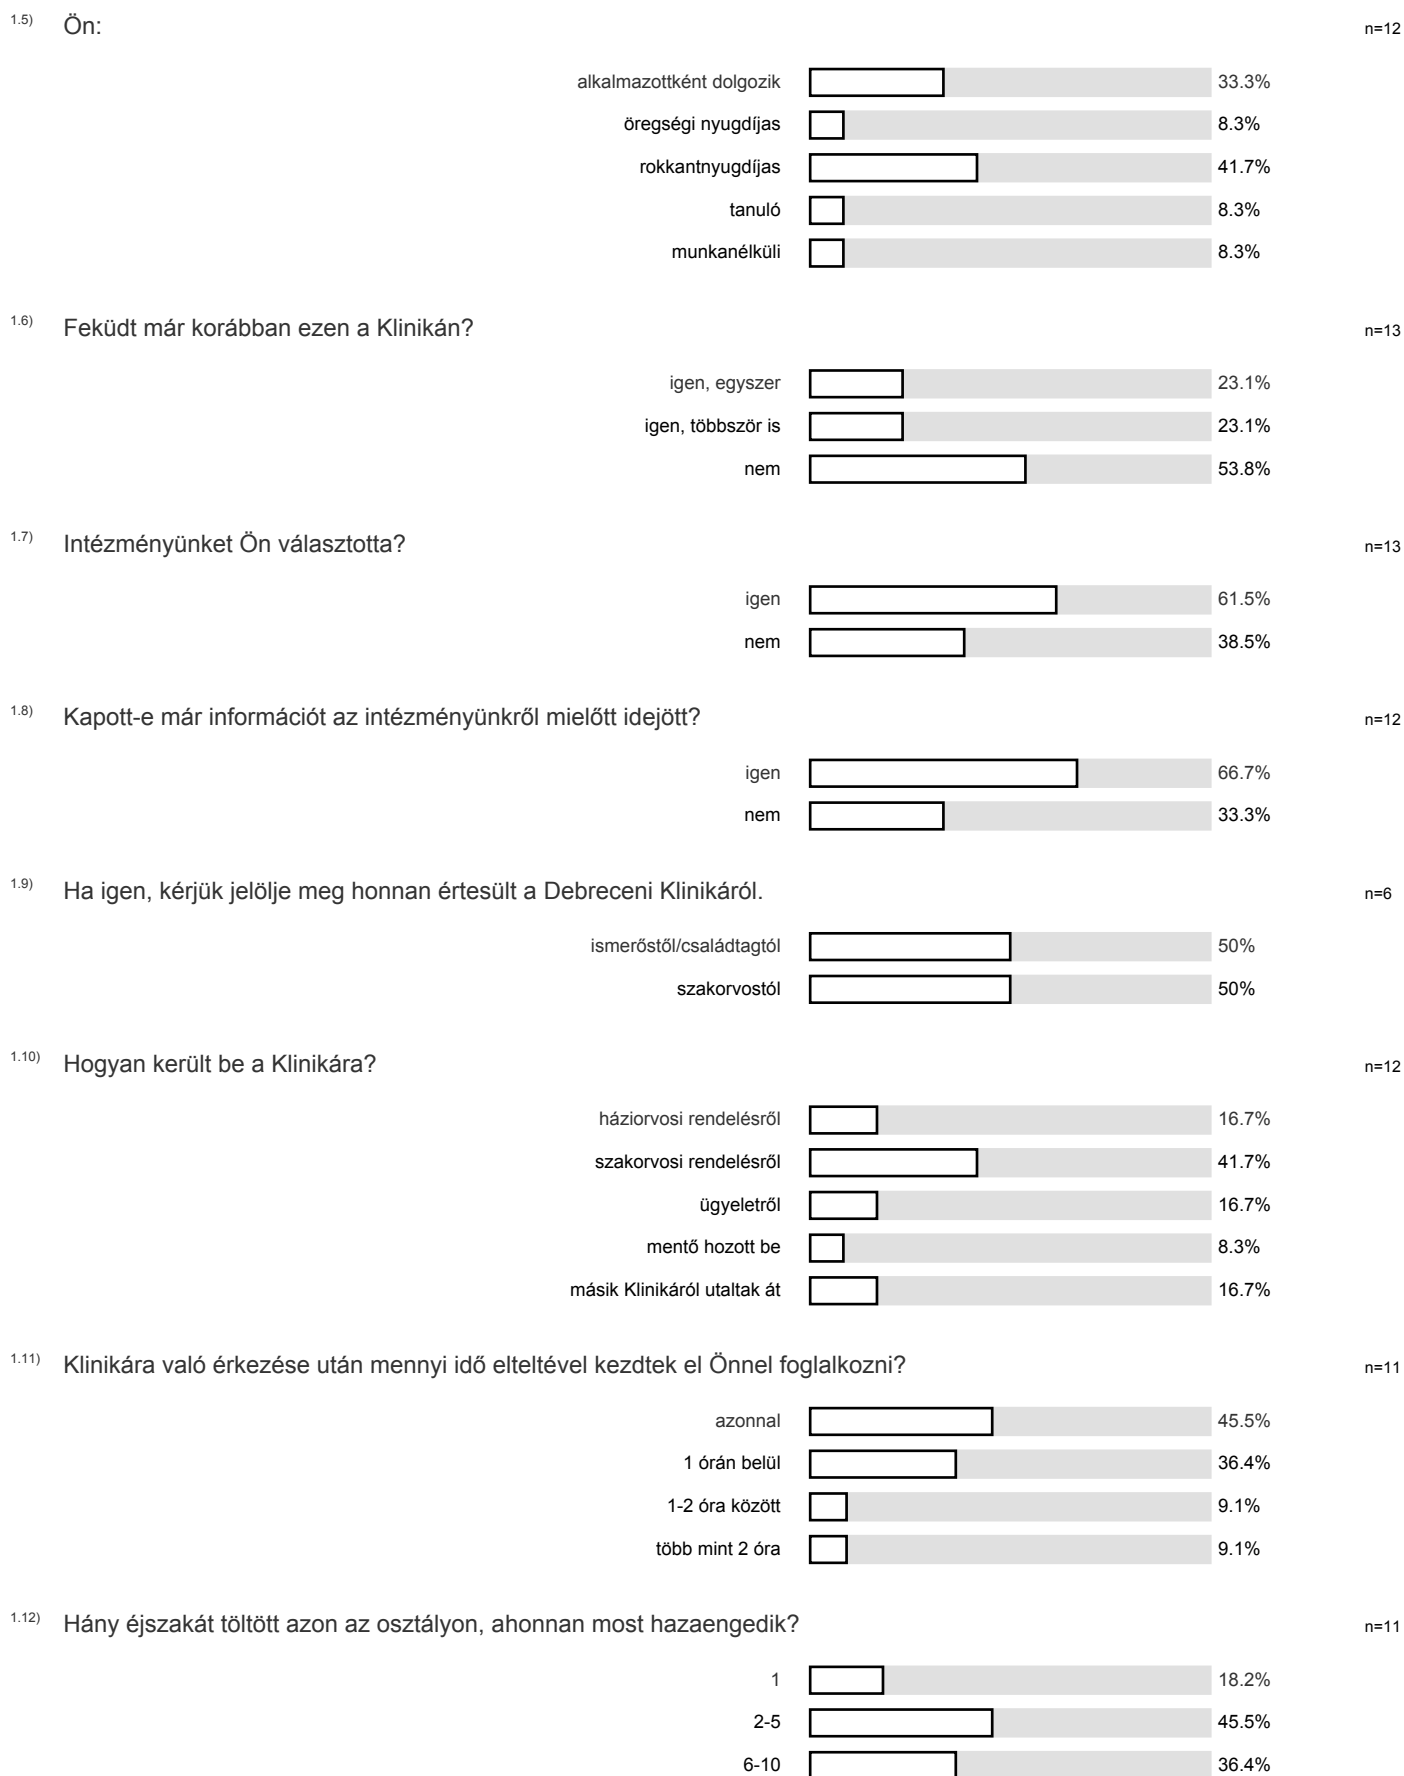 1.5) Ön: n=12
alkalmazottként dolgozik 33.3%
öregségi nyugdíjas 8.3%
rokkantnyugdíjas 41.7%
tanuló 8.3%
munkanélküli 8.3%
1.6) Feküdt már korábban ezen a Klinikán? n=13
igen, egyszer 23.1%
igen, többször is 23.1%
nem 53.8%
1.7) Intézményünket Ön választotta? n=13
igen 61.5%
nem 38.5%
1.8) Kapott-e már információt az intézményünkről mielőtt idejött? n=12
igen 66.7%
nem 33.3%
1.9) Ha igen, kérjük jelölje meg honnan értesült a Debreceni Klinikáról. n=6
ismerőstől/családtagtól 50%
szakorvostól 50%
1.10) Hogyan került be a Klinikára? n=12
háziorvosi rendelésről 16.7%
szakorvosi rendelésről 41.7%
ügyeletről 16.7%
mentő hozott be 8.3%
másik Klinikáról utaltak át 16.7%
1.11) Klinikára való érkezése után mennyi idő elteltével kezdtek el Önnel foglalkozni? n=11
azonnal 45.5%
1 órán belül 36.4%
1-2 óra között 9.1%
több mint 2 óra 9.1%
1.12) Hány éjszakát töltött azon az osztályon, ahonnan most hazaengedik? n=11
1 18.2%
2-5 45.5%
6-10 36.4%